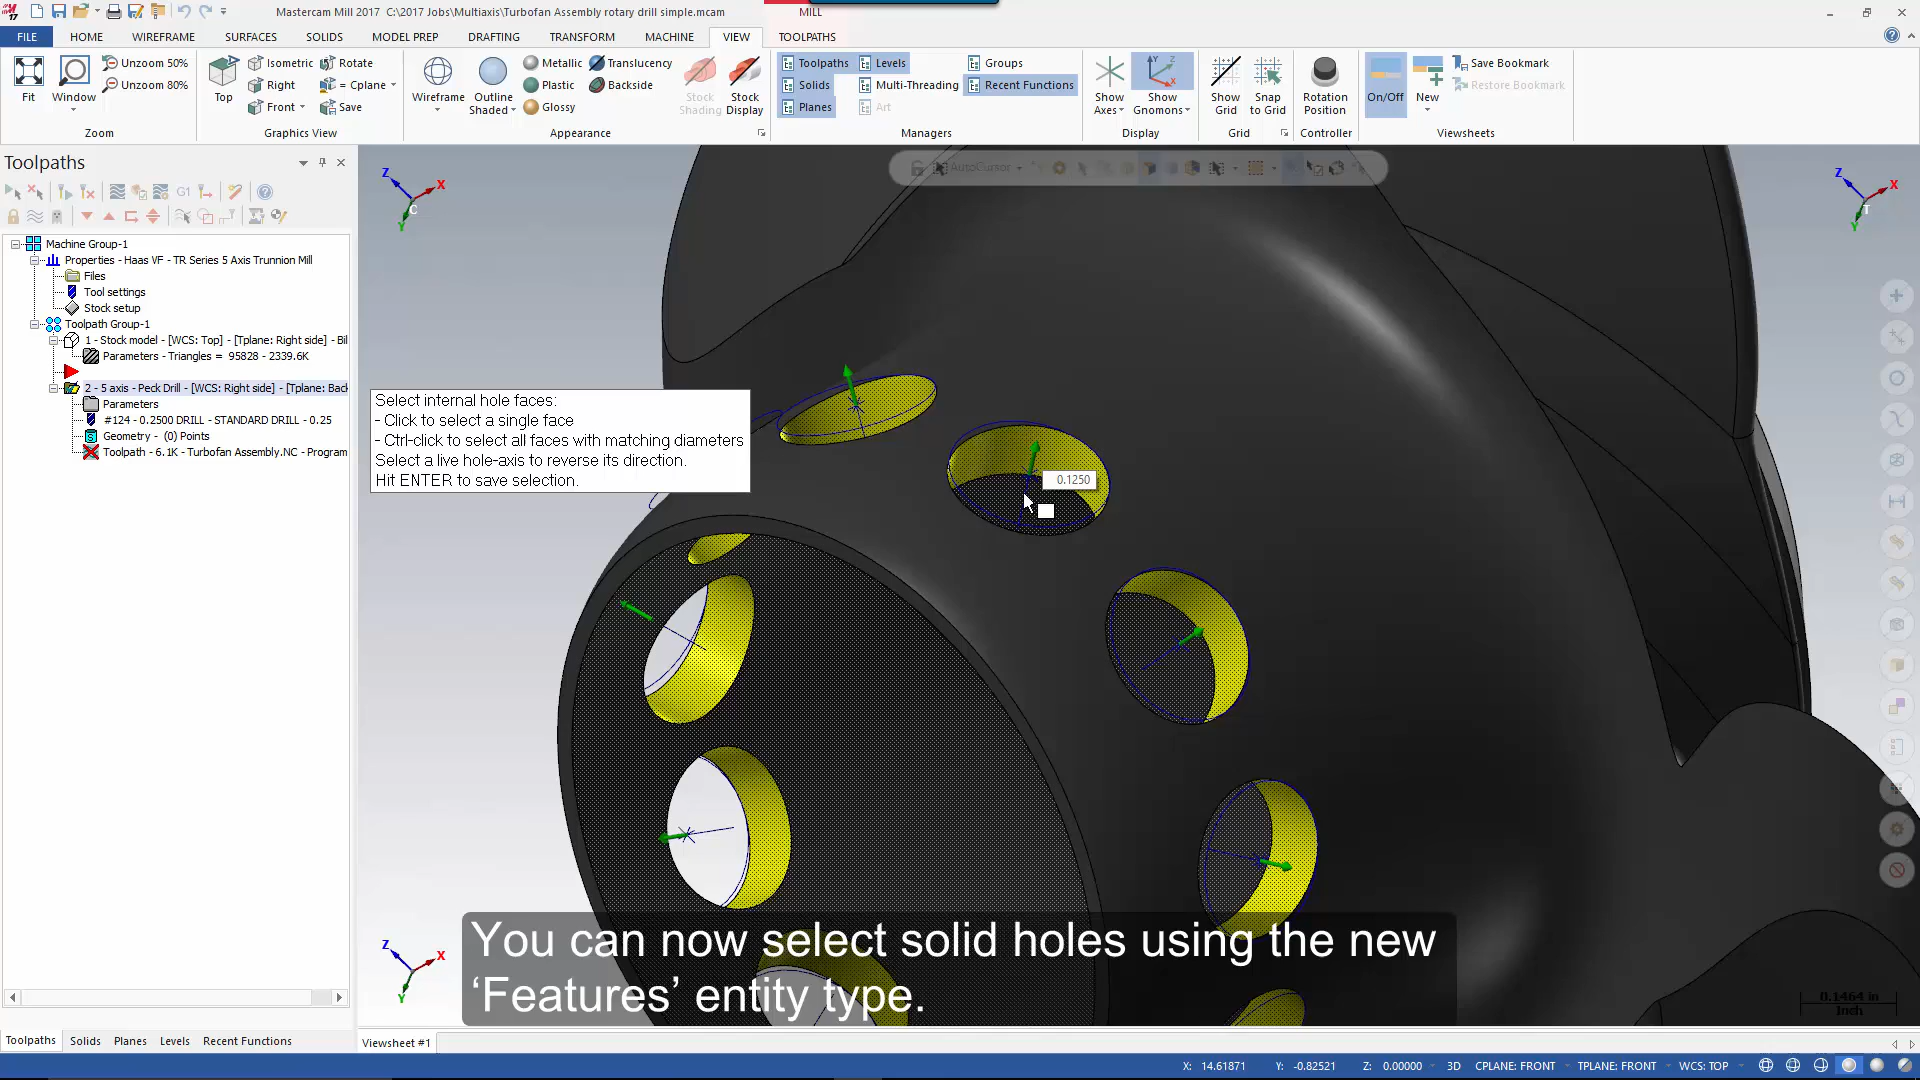 Mastercam Mill 2017 C:\2017 Jobs\Multiaxis\Turbofan Assembly rotary drill simple.mcam
MILL
FILE HOME WIREFRAME SURFACES SOLIDS MODEL PREP DRAFTING TRANSFORM MACHINE VIEW TOOLPATHS
Fit
Window
Unzoom 50%
Unzoom 80%
Zoom
Top
Isometric
Right
Front
Rotate
= Cplane
Save
Graphics View
Wireframe
Outline
Shaded
Metallic
Plastic
Glossy
Translucency
Backside
Stock
Shading
Stock
Display
Appearance
Toolpaths
Solids
Planes
Levels
Multi-Threading
Art
Groups
Recent Functions
Managers
Show
Axes
Show
Gnomons
Display
Show
Grid
Snap
to Grid
Grid
Rotation
Position
Controller
On/Off
New
Save Bookmark
Restore Bookmark
Viewsheets
Toolpaths
G1
Machine Group-1
Properties - Haas VF - TR Series 5 Axis Trunnion Mill
Files
Tool settings
Stock setup
Toolpath Group-1
1 - Stock model - [WCS: Top] - [Tplane: Right side] - Bil
Parameters - Triangles = 95828 - 2339.6K
2 - 5 axis - Peck Drill - [WCS: Right side] - [Tplane: Back
Parameters
#124 - 0.2500 DRILL - STANDARD DRILL - 0.25
Geometry - (0) Points
Toolpath - 6.1K - Turbofan Assembly.NC - Program
AutoCursor
Z X
C
Y
Z X
T
Y
Select internal hole faces:
- Click to select a single face
- Ctrl-click to select all faces with matching diameters
Select a live hole-axis to reverse its direction.
Hit ENTER to save selection.
0.1250
You can now select solid holes using the new
‘Features’ entity type.
Z X
Y
0.1464 in
Inch
Toolpaths Solids Planes Levels Recent Functions
Viewsheet #1
X: 14.61871 Y: -0.82521 Z: 0.00000 3D CPLANE: FRONT TPLANE: FRONT WCS: TOP